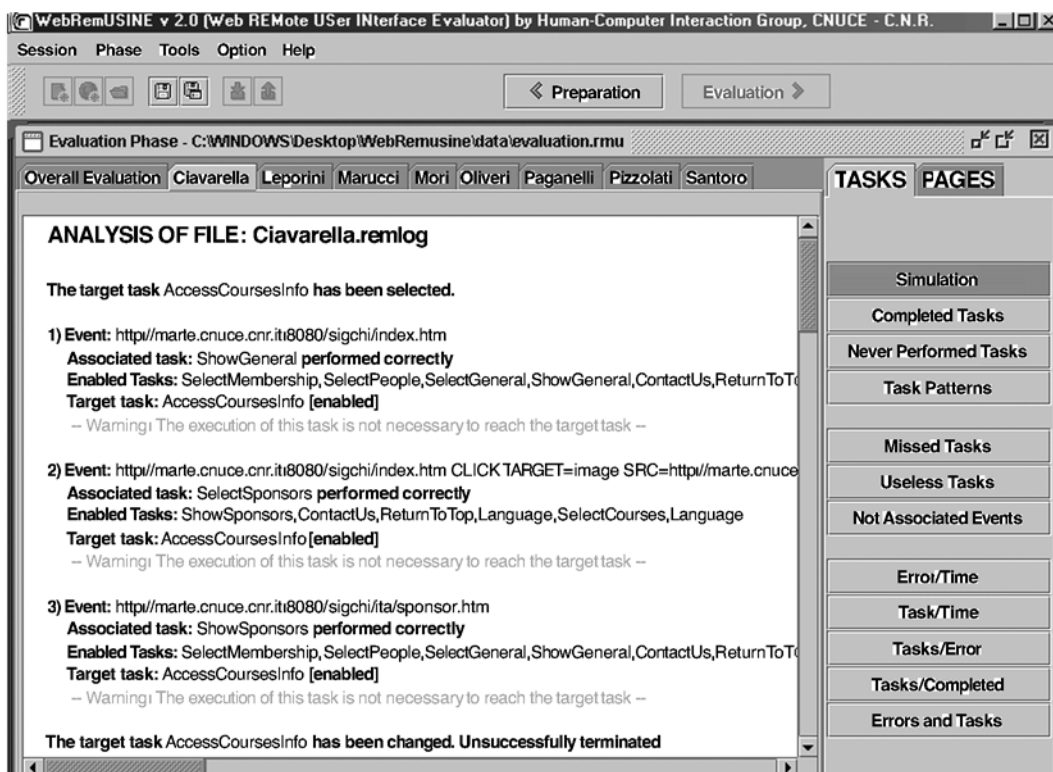 WebRemUSINE v 2.0 (Web REMote USer INterface Evaluator) by Human-Computer Interaction Group, CNUCE - C.N.R.
Session Phase Tools Option Help
Preparation Evaluation
Evaluation Phase - C:\WINDOWS\Desktop\WebRemusine\data\evaluation.rmu
Overall Evaluation Ciavarella Leporini Marucci Mori Oliveri Paganelli Pizzolati Santoro
TASKS PAGES
ANALYSIS OF FILE: Ciavarella.remlog
The target task AccessCoursesInfo has been selected.
1) Event: http://marte.cnuce.cnr.it:8080/sigchi/index.htm
Associated task: ShowGeneral performed correctly
Enabled Tasks: SelectMembership,SelectPeople,SelectGeneral,ShowGeneral,ContactUs,ReturnToTo
Target task: AccessCoursesInfo [enabled]
-- Warning: The execution of this task is not necessary to reach the target task --
2) Event: http://marte.cnuce.cnr.it:8080/sigchi/index.htm CLICK TARGET=image SRC=http://marte.cnuce
Associated task: SelectSponsors performed correctly
Enabled Tasks: ShowSponsors,ContactUs,ReturnToTop,Language,SelectCourses,Language
Target task: AccessCoursesInfo [enabled]
-- Warning: The execution of this task is not necessary to reach the target task --
3) Event: http://marte.cnuce.cnr.it:8080/sigchi/ita/sponsor.htm
Associated task: ShowSponsors performed correctly
Enabled Tasks: SelectMembership,SelectPeople,SelectGeneral,ShowGeneral,ContactUs,ReturnToTo
Target task: AccessCoursesInfo [enabled]
-- Warning: The execution of this task is not necessary to reach the target task --
The target task AccessCoursesInfo has been changed. Unsuccessfully terminated
Simulation
Completed Tasks
Never Performed Tasks
Task Patterns
Missed Tasks
Useless Tasks
Not Associated Events
Error/Time
Task/Time
Tasks/Error
Tasks/Completed
Errors and Tasks